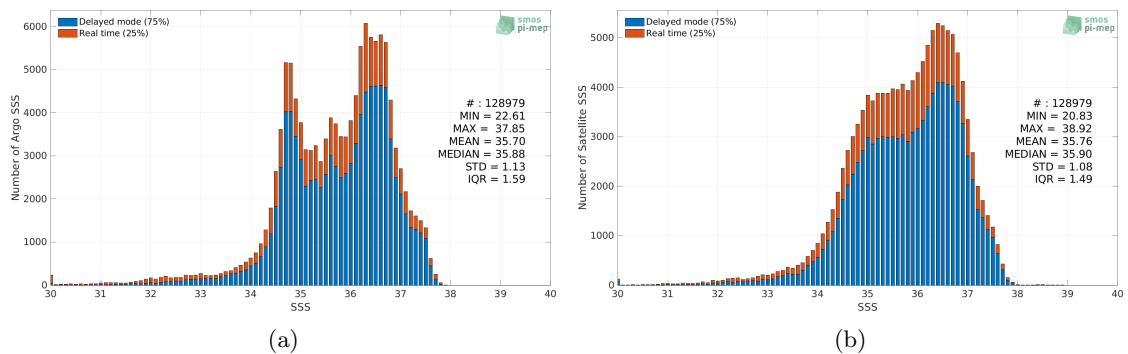 Delayed mode (75%)
Real time (25%)
smos
pi-mep
6000
5000
4000
3000
2000
1000
0
Number of Argo SSS
# : 128979
MIN = 22.61
MAX = 37.85
MEAN = 35.70
MEDIAN = 35.88
STD = 1.13
IQR = 1.59
30 31 32 33 34 35 36 37 38 39 40
SSS
(a)
Delayed mode (75%)
Real time (25%)
smos
pi-mep
5000
4000
3000
2000
1000
0
Number of Satellite SSS
# : 128979
MIN = 20.83
MAX = 38.92
MEAN = 35.76
MEDIAN = 35.90
STD = 1.08
IQR = 1.49
30 31 32 33 34 35 36 37 38 39 40
SSS
(b)